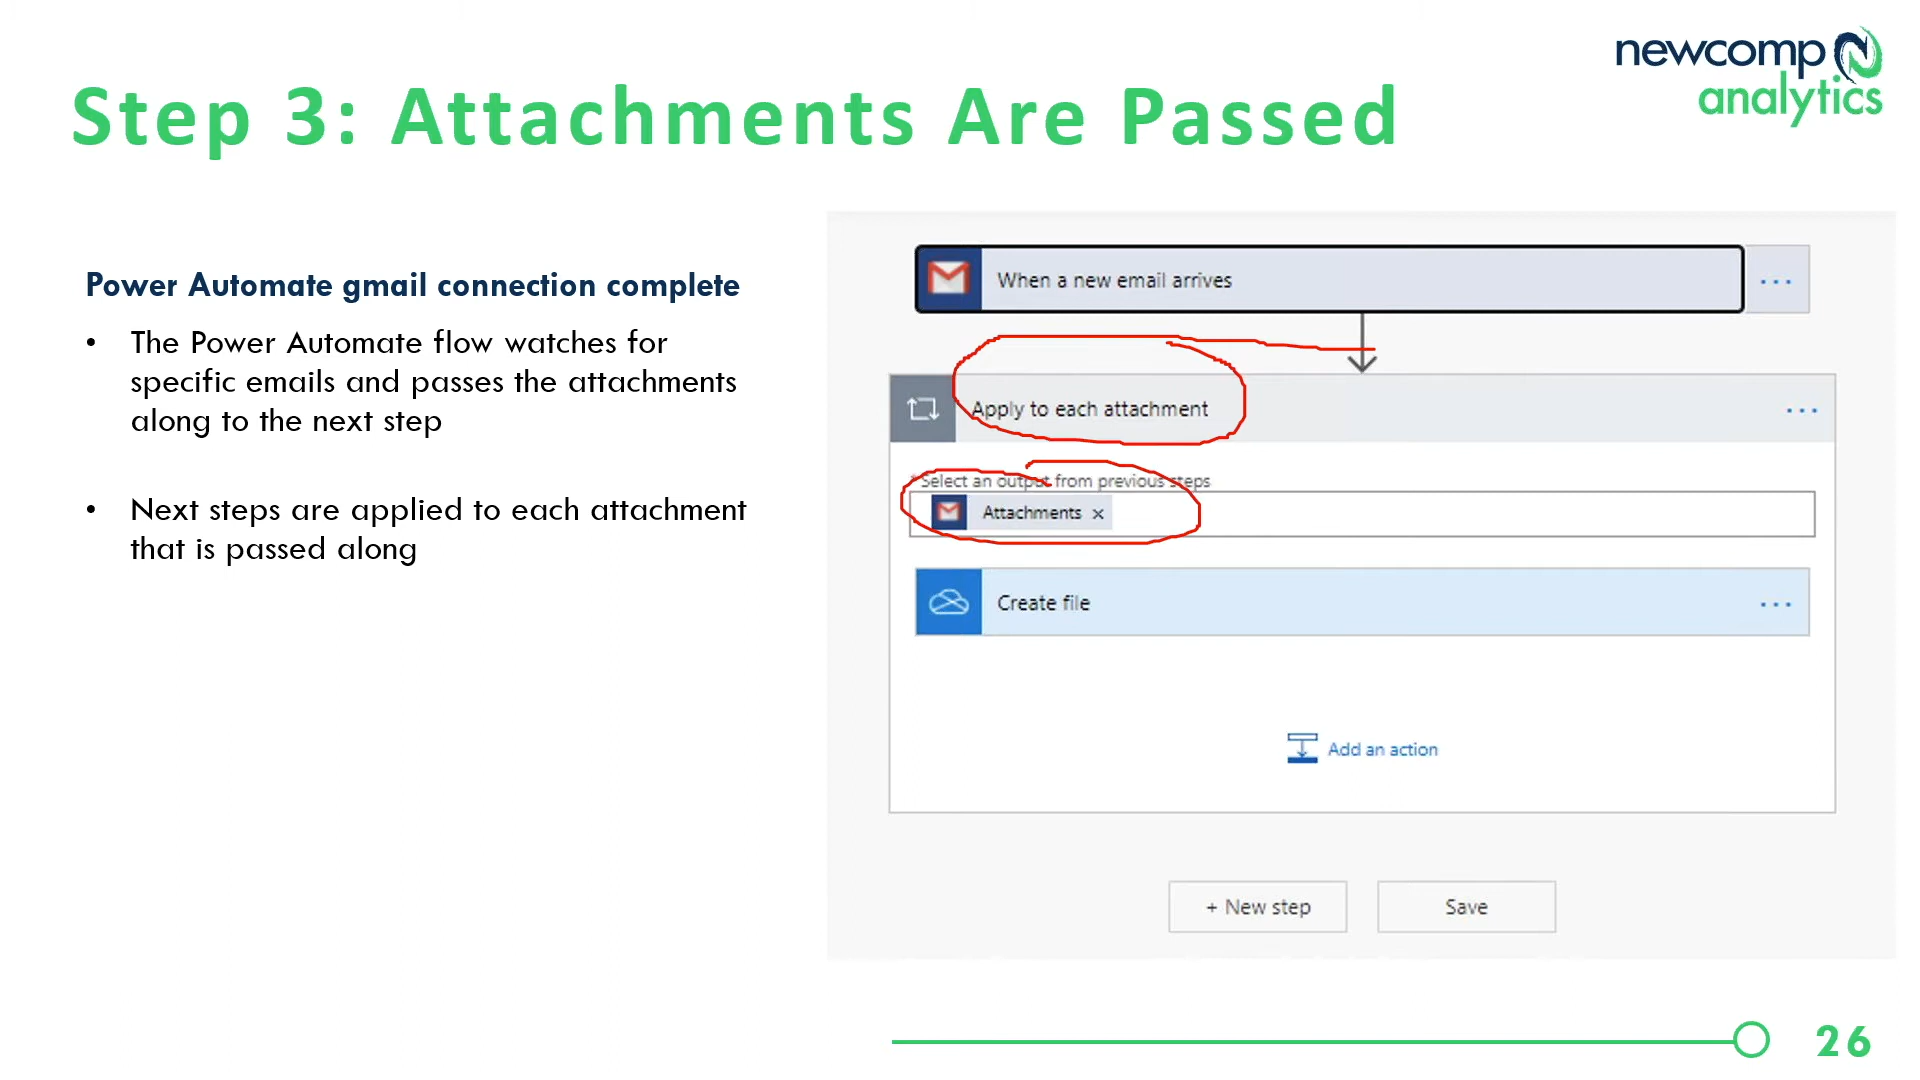 newcomp
analytics
Step 3: Attachments Are Passed
Power Automate gmail connection complete
• The Power Automate flow watches for
specific emails and passes the attachments
along to the next step
• Next steps are applied to each attachment
that is passed along
When a new email arrives
...
Apply to each attachment
...
* Select an output from previous steps
Attachments ×
Create file
...
Add an action
+ New step
Save
26